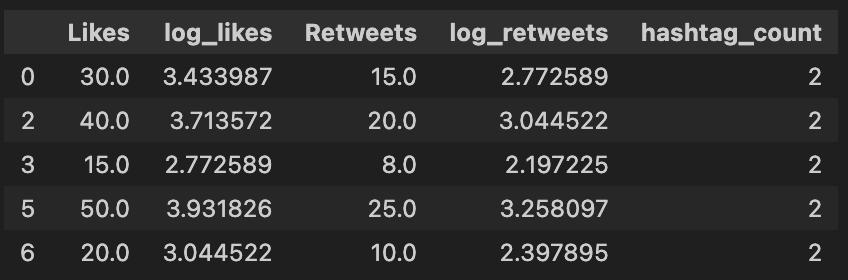 Likes log_likes Retweets log_retweets hashtag_count
0 30.0 3.433987 15.0 2.772589 2
2 40.0 3.713572 20.0 3.044522 2
3 15.0 2.772589 8.0 2.197225 2
5 50.0 3.931826 25.0 3.258097 2
6 20.0 3.044522 10.0 2.397895 2